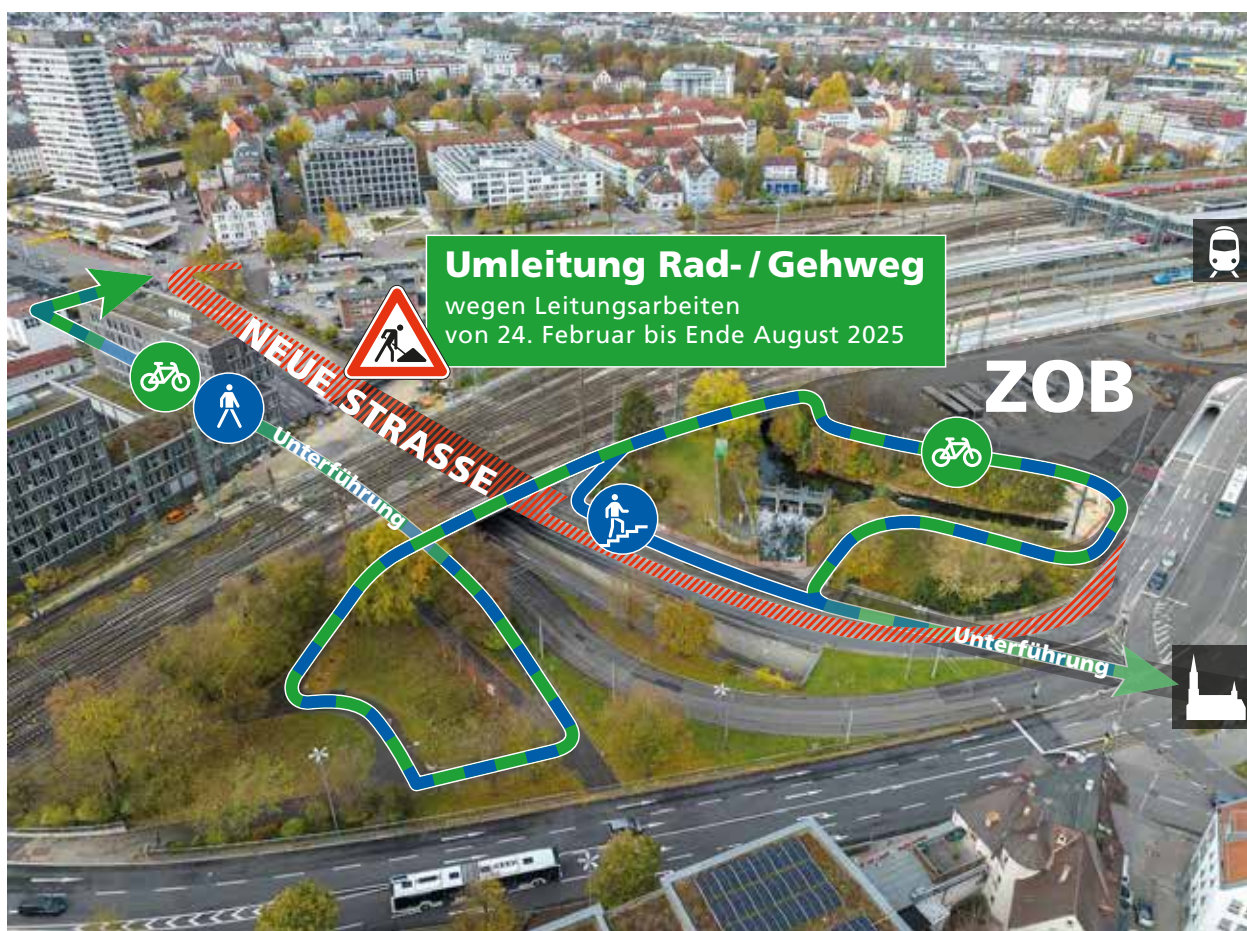 Umleitung Rad- / Gehweg
wegen Leitungsarbeiten
von 24. Februar bis Ende August 2025
NEUE STRASSE
ZOB
Unterführung
Unterführung